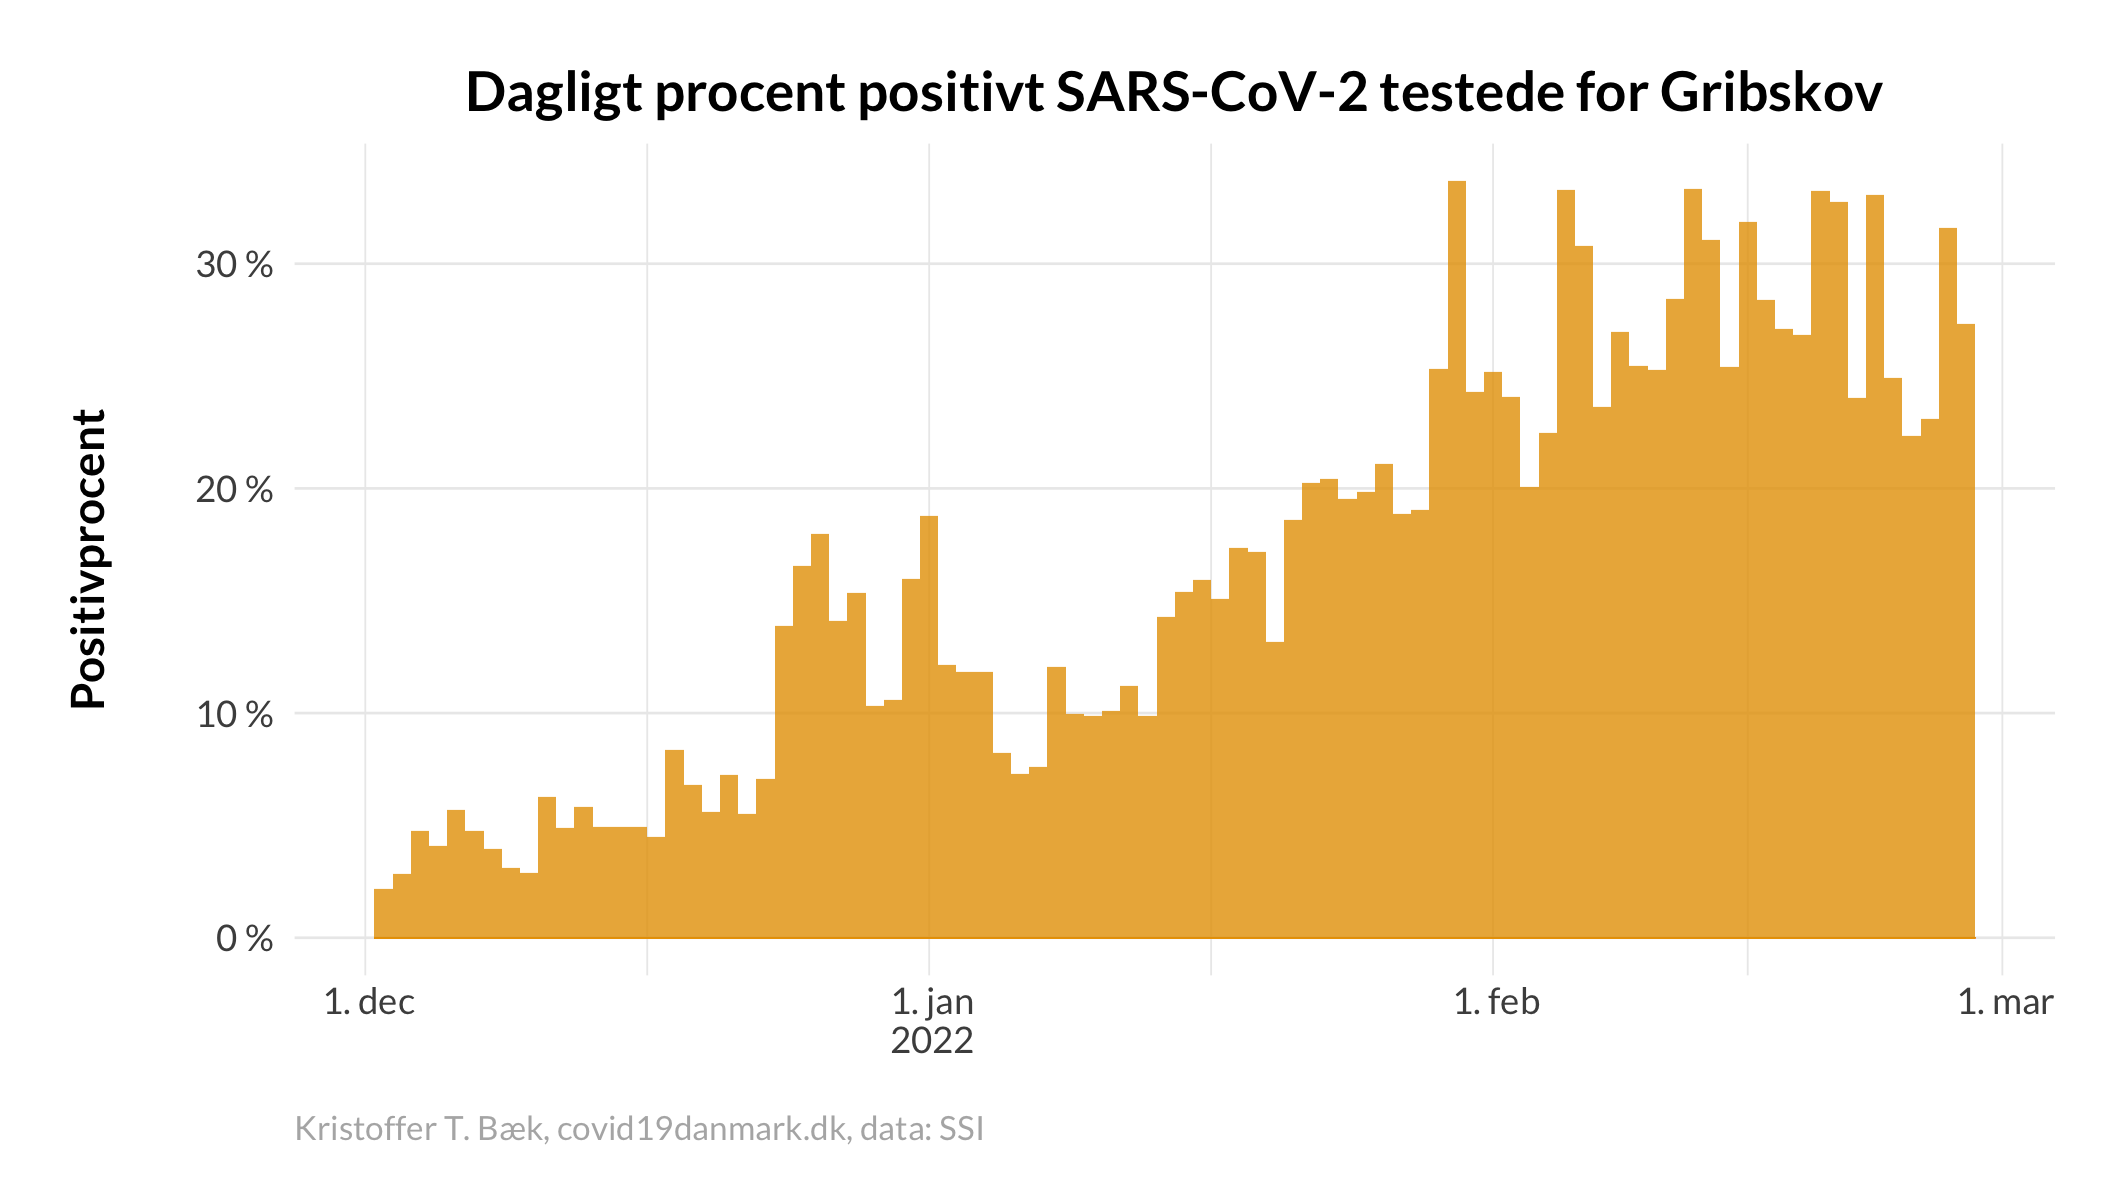 Dagligt procent positivt SARS-CoV-2 testede for Gribskov
Positivprocent
30 %
20 %
10 %
0 %
1. dec
1. jan
2022
1. feb
1. mar
Kristoffer T. Bæk, covid19danmark.dk, data: SSI